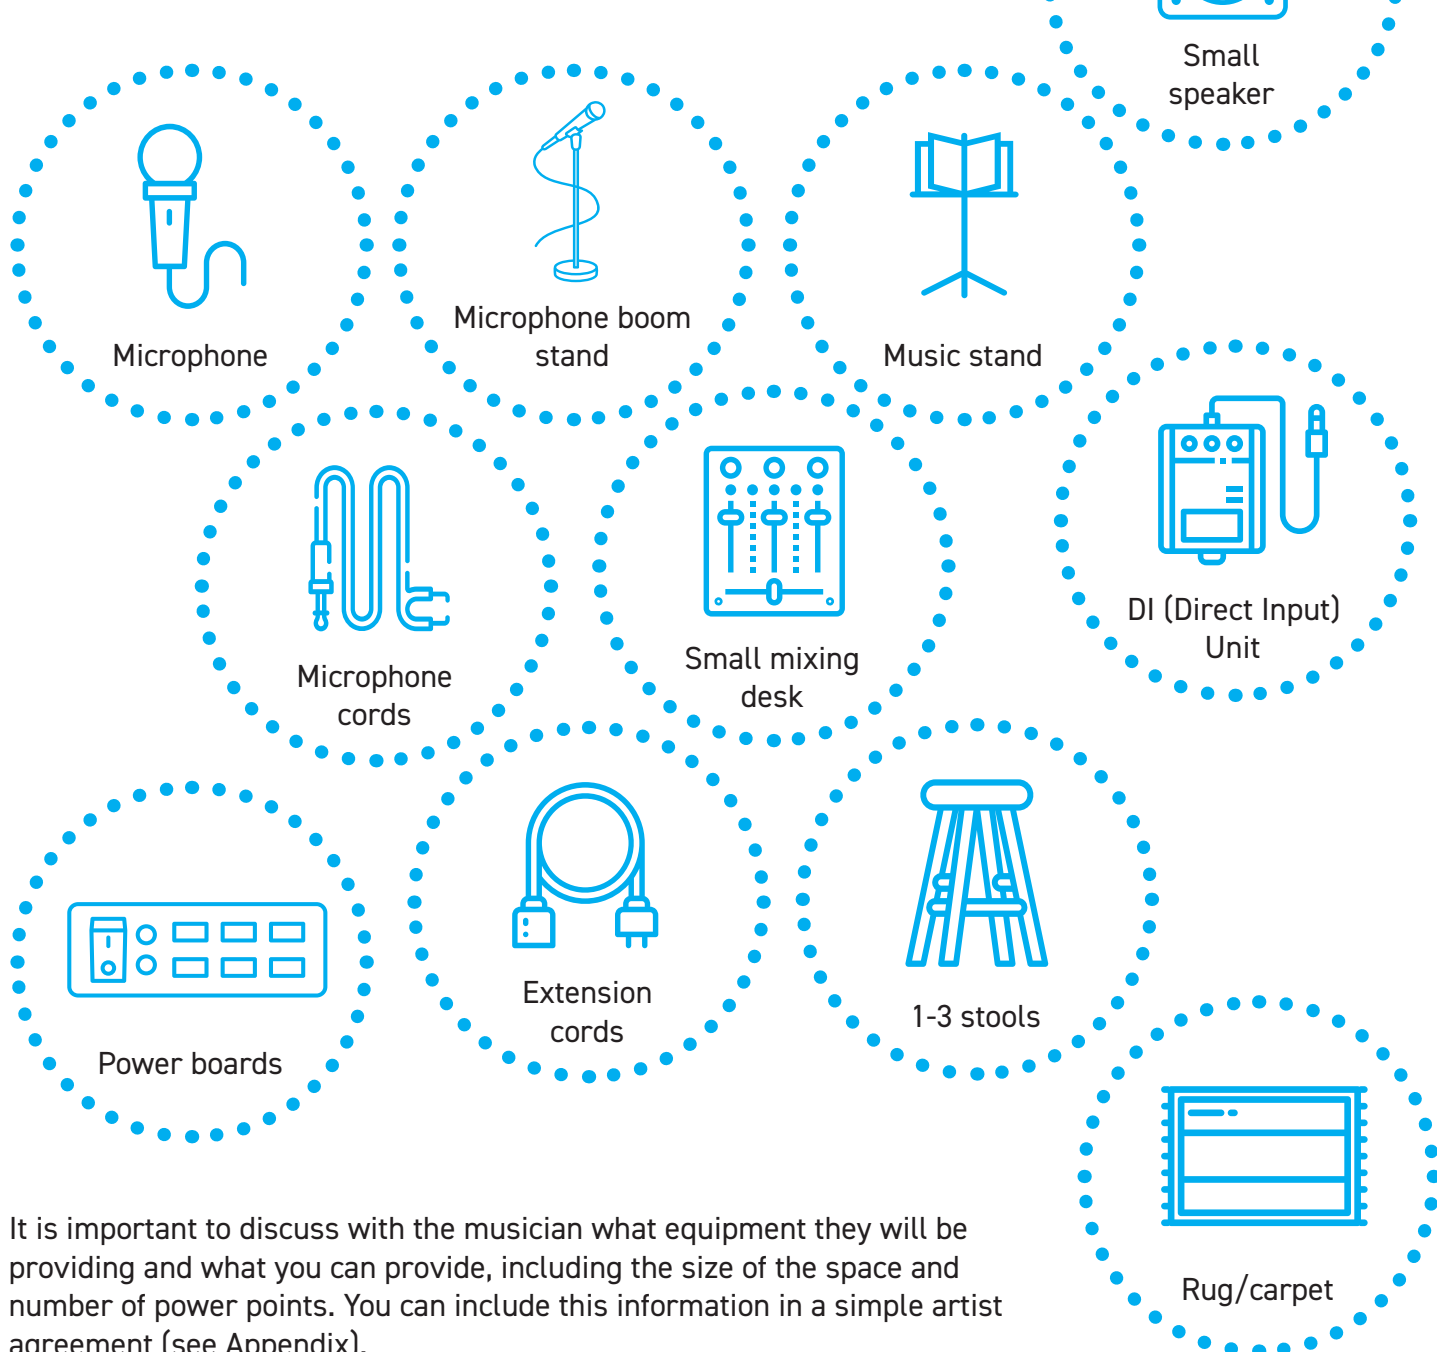 Small
speaker
Microphone
Microphone boom
stand
Music stand
Microphone
cords
Small mixing
desk
DI (Direct Input)
Unit
Power boards
Extension
cords
1-3 stools
Rug/carpet
It is important to discuss with the musician what equipment they will be
providing and what you can provide, including the size of the space and
number of power points. You can include this information in a simple artist
agreement (see Appendix).